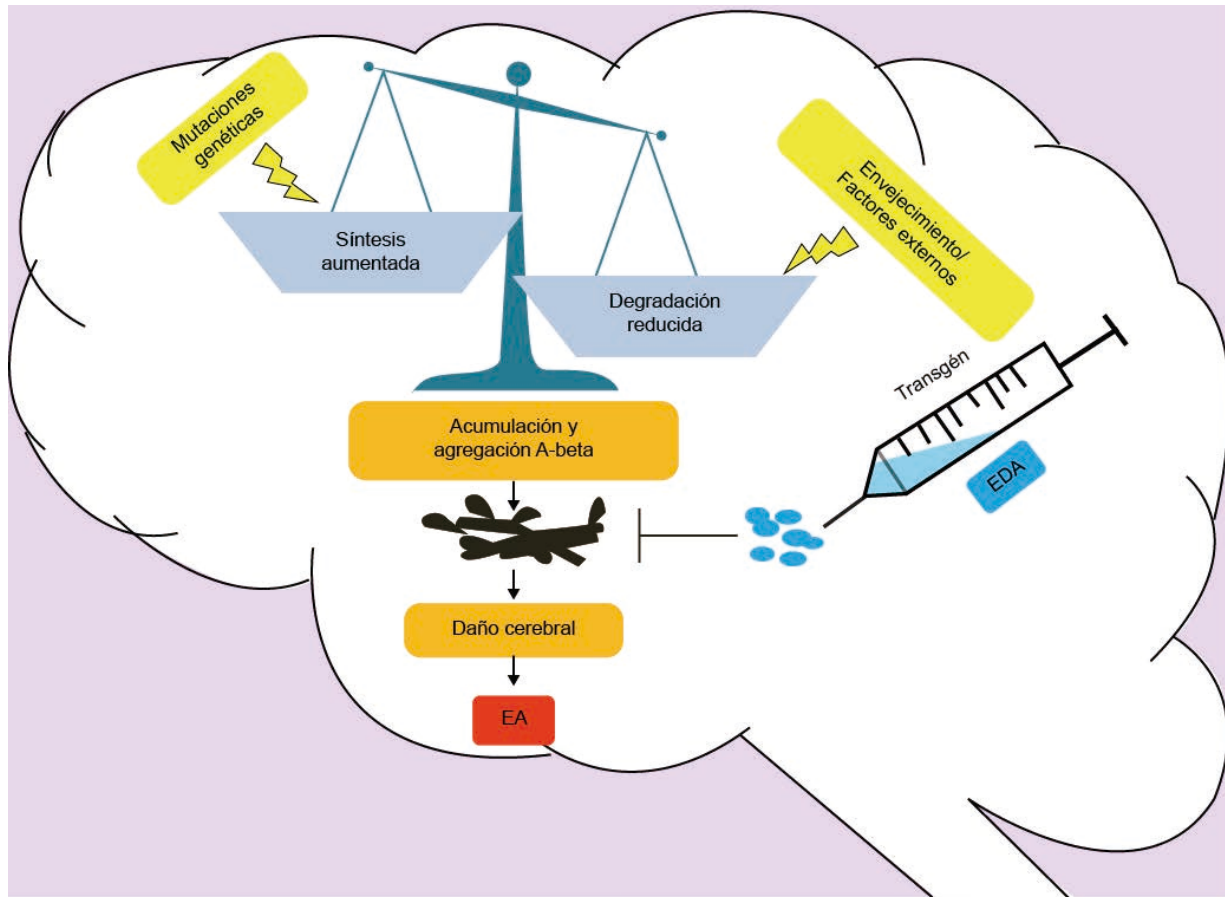 Mutaciones
genéticas
Síntesis
aumentada
Envejecimiento/
Factores externos
Degradación
reducida
Transgén
EDA
Acumulación y
agregación A-beta
Daño cerebral
EA